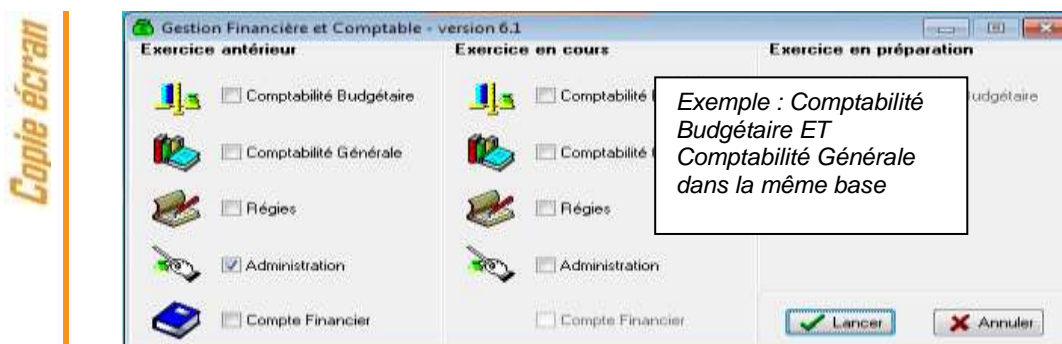 Copie écran
Gestion Financière et Comptable - version 6.1
Exercice antérieur
Exercice en cours
Exercice en préparation
Comptabilité Budgétaire
Comptabilité
Exemple : Comptabilité
Budgétaire ET
Comptabilité Générale
dans la même base
Comptabilité Générale
Comptabilité
Régies
Régies
Administration
Administration
Compte Financier
Compte Financier
Lancer
Annuler